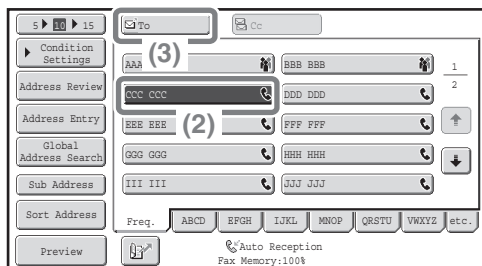 5 10 15
To
Cc
Condition
Settings
(3)
AAA
BBB BBB
1
2
Address Review
CCC CCC
DDD DDD
Address Entry
EEE EEE
(2)
FFF FFF
Global
Address Search
GGG GGG
HHH HHH
Sub Address
III III
JJJ JJJ
Sort Address
Freq.
ABCD
EFGH
IJKL
MNOP
QRSTU
VWXYZ
etc.
Preview
Auto Reception
Fax Memory:100%